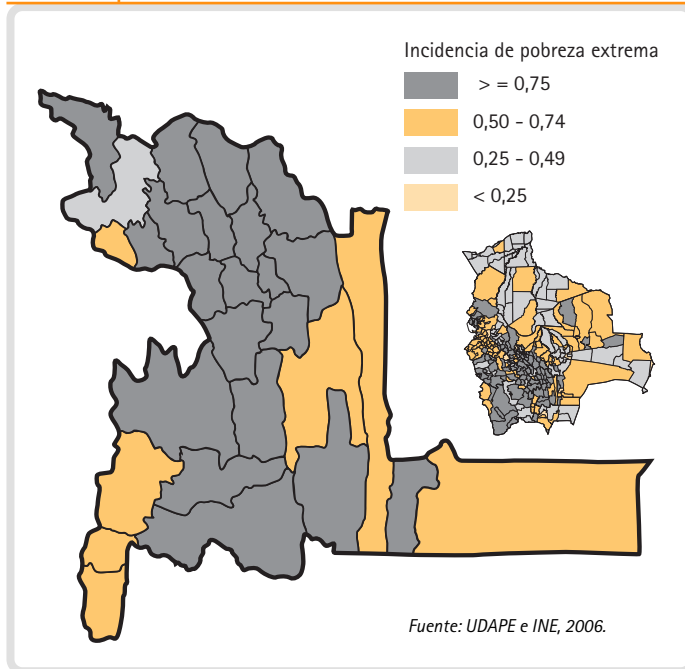 Incidencia de pobreza extrema
> = 0,75
0,50 - 0,74
0,25 - 0,49
< 0,25
Fuente: UDAPE e INE, 2006.